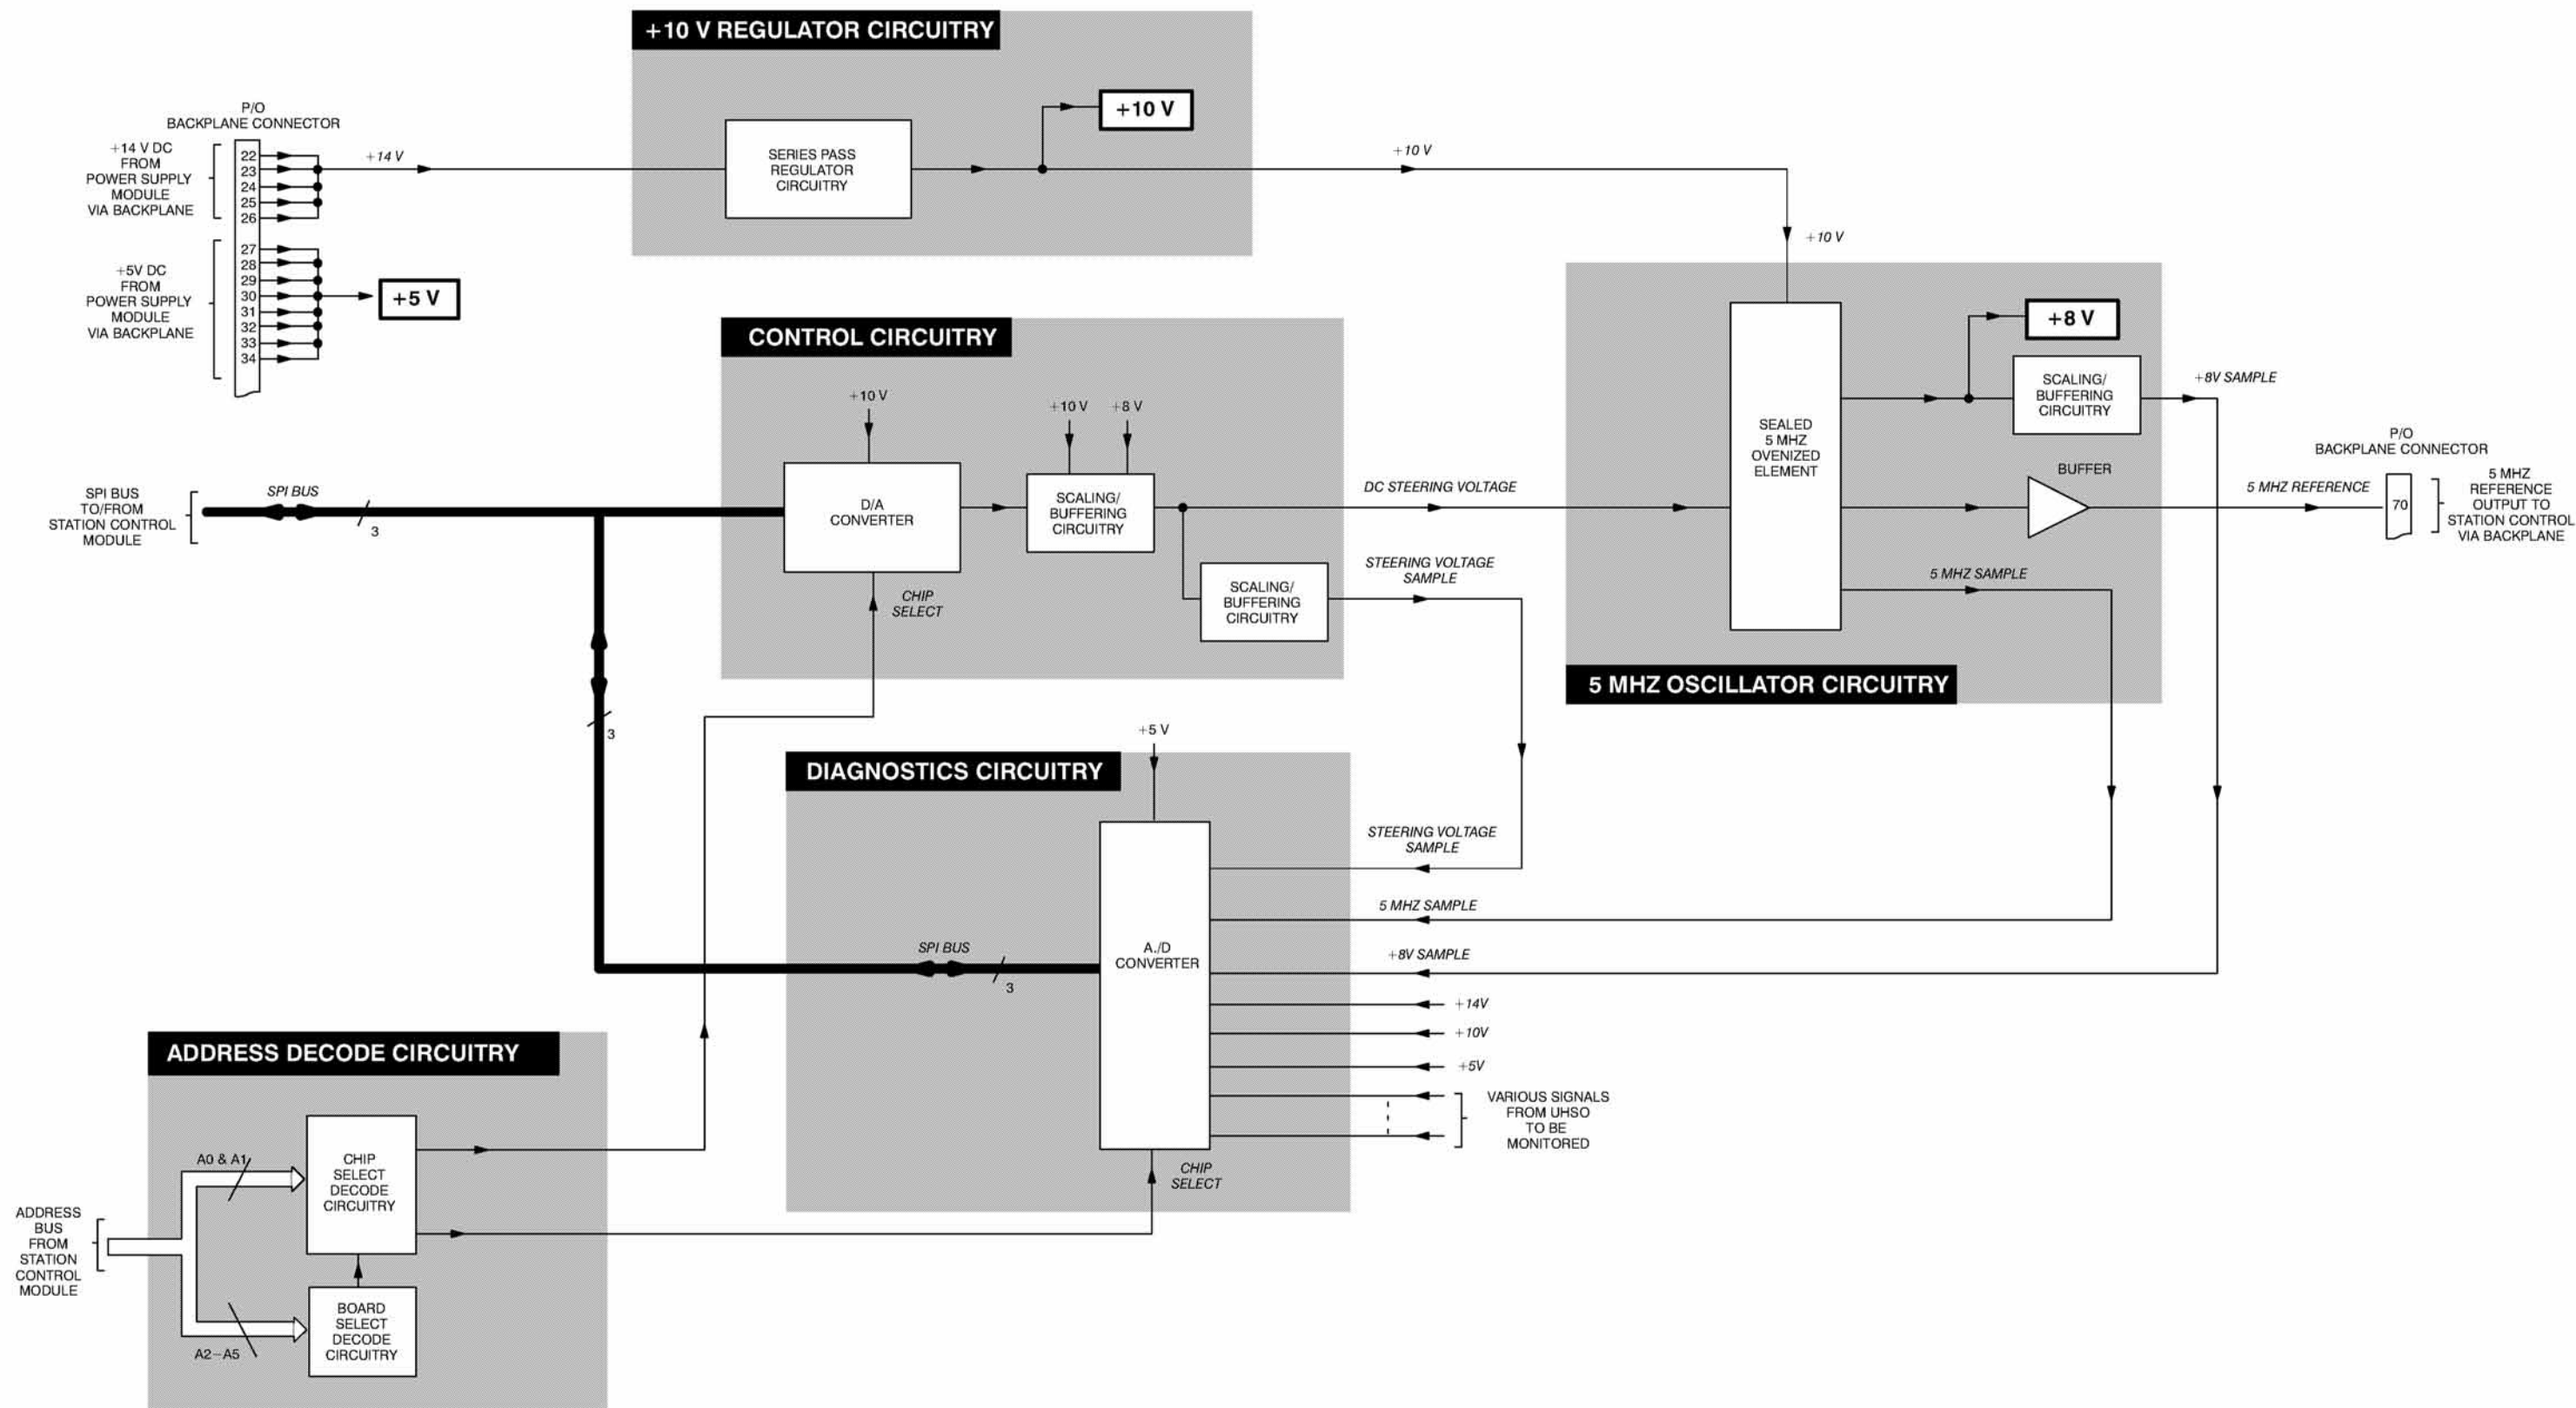 +10 V REGULATOR CIRCUITRY
+10 V
SERIES PASS
REGULATOR
CIRCUITRY
+10 V
+10 V
P/O
BACKPLANE CONNECTOR
+14 V DC
FROM
POWER SUPPLY
MODULE
VIA BACKPLANE
22
23
24
25
26
+14 V
+5V DC
FROM
POWER SUPPLY
MODULE
VIA BACKPLANE
27
28
29
30
31
32
33
34
+5 V
CONTROL CIRCUITRY
+10 V
+10 V
+8 V
D/A
CONVERTER
SCALING/
BUFFERING
CIRCUITRY
SCALING/
BUFFERING
CIRCUITRY
CHIP
SELECT
SPI BUS
TO/FROM
STATION CONTROL
MODULE
SPI BUS
3
3
DC STEERING VOLTAGE
STEERING VOLTAGE
SAMPLE
SEALED
5 MHZ
OVENIZED
ELEMENT
+8 V
SCALING/
BUFFERING
CIRCUITRY
+8V SAMPLE
BUFFER
5 MHZ SAMPLE
5 MHZ OSCILLATOR CIRCUITRY
5 MHZ REFERENCE
P/O
BACKPLANE CONNECTOR
70
5 MHZ
REFERENCE
OUTPUT TO
STATION CONTROL
VIA BACKPLANE
DIAGNOSTICS CIRCUITRY
+5 V
A./D
CONVERTER
SPI BUS
3
STEERING VOLTAGE
SAMPLE
5 MHZ SAMPLE
+8V SAMPLE
+14V
+10V
+5V
VARIOUS SIGNALS
FROM UHSO
TO BE
MONITORED
CHIP
SELECT
ADDRESS DECODE CIRCUITRY
A0 & A1
CHIP
SELECT
DECODE
CIRCUITRY
ADDRESS
BUS
FROM
STATION
CONTROL
MODULE
BOARD
SELECT
DECODE
CIRCUITRY
A2–A5